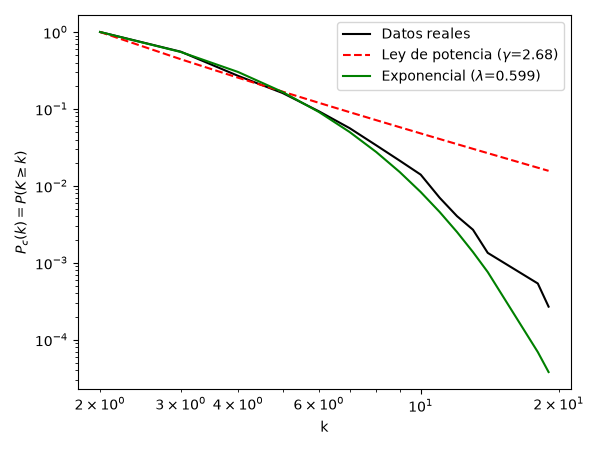 Datos reales
Ley de potencia (γ=2.68)
Exponencial (λ=0.599)
10⁰
10⁻¹
10⁻²
10⁻³
10⁻⁴
P_c(k) = P(K ≥ k)
2 × 10⁰ 3 × 10⁰ 4 × 10⁰ 6 × 10⁰ 10¹ 2 × 10¹
k